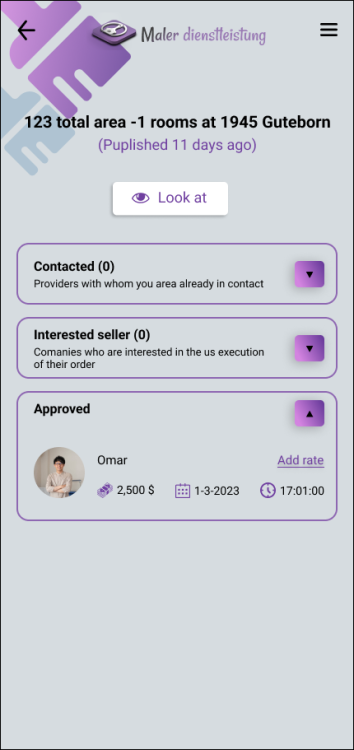 Maler dienstleistung
123 total area -1 rooms at 1945 Guteborn
(Puplished 11 days ago)
Look at
Contacted (0)
Providers with whom you area already in contact
Interested seller (0)
Comanies who are interested in the us execution
of their order
Approved
Omar
Add rate
2,500 $
1-3-2023
17:01:00